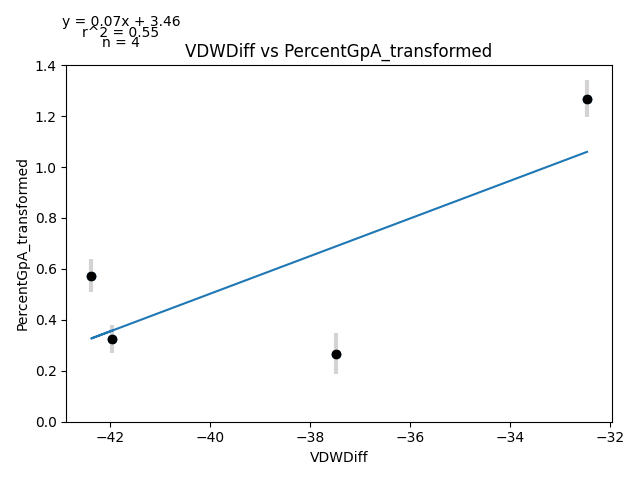 y = 0.07x + 3.46
r^2 = 0.55
n = 4
VDWDiff vs PercentGpA_transformed
1.4
1.2
1.0
0.8
0.6
0.4
0.2
0.0
PercentGpA_transformed
−42
−40
−38
−36
−34
−32
VDWDiff